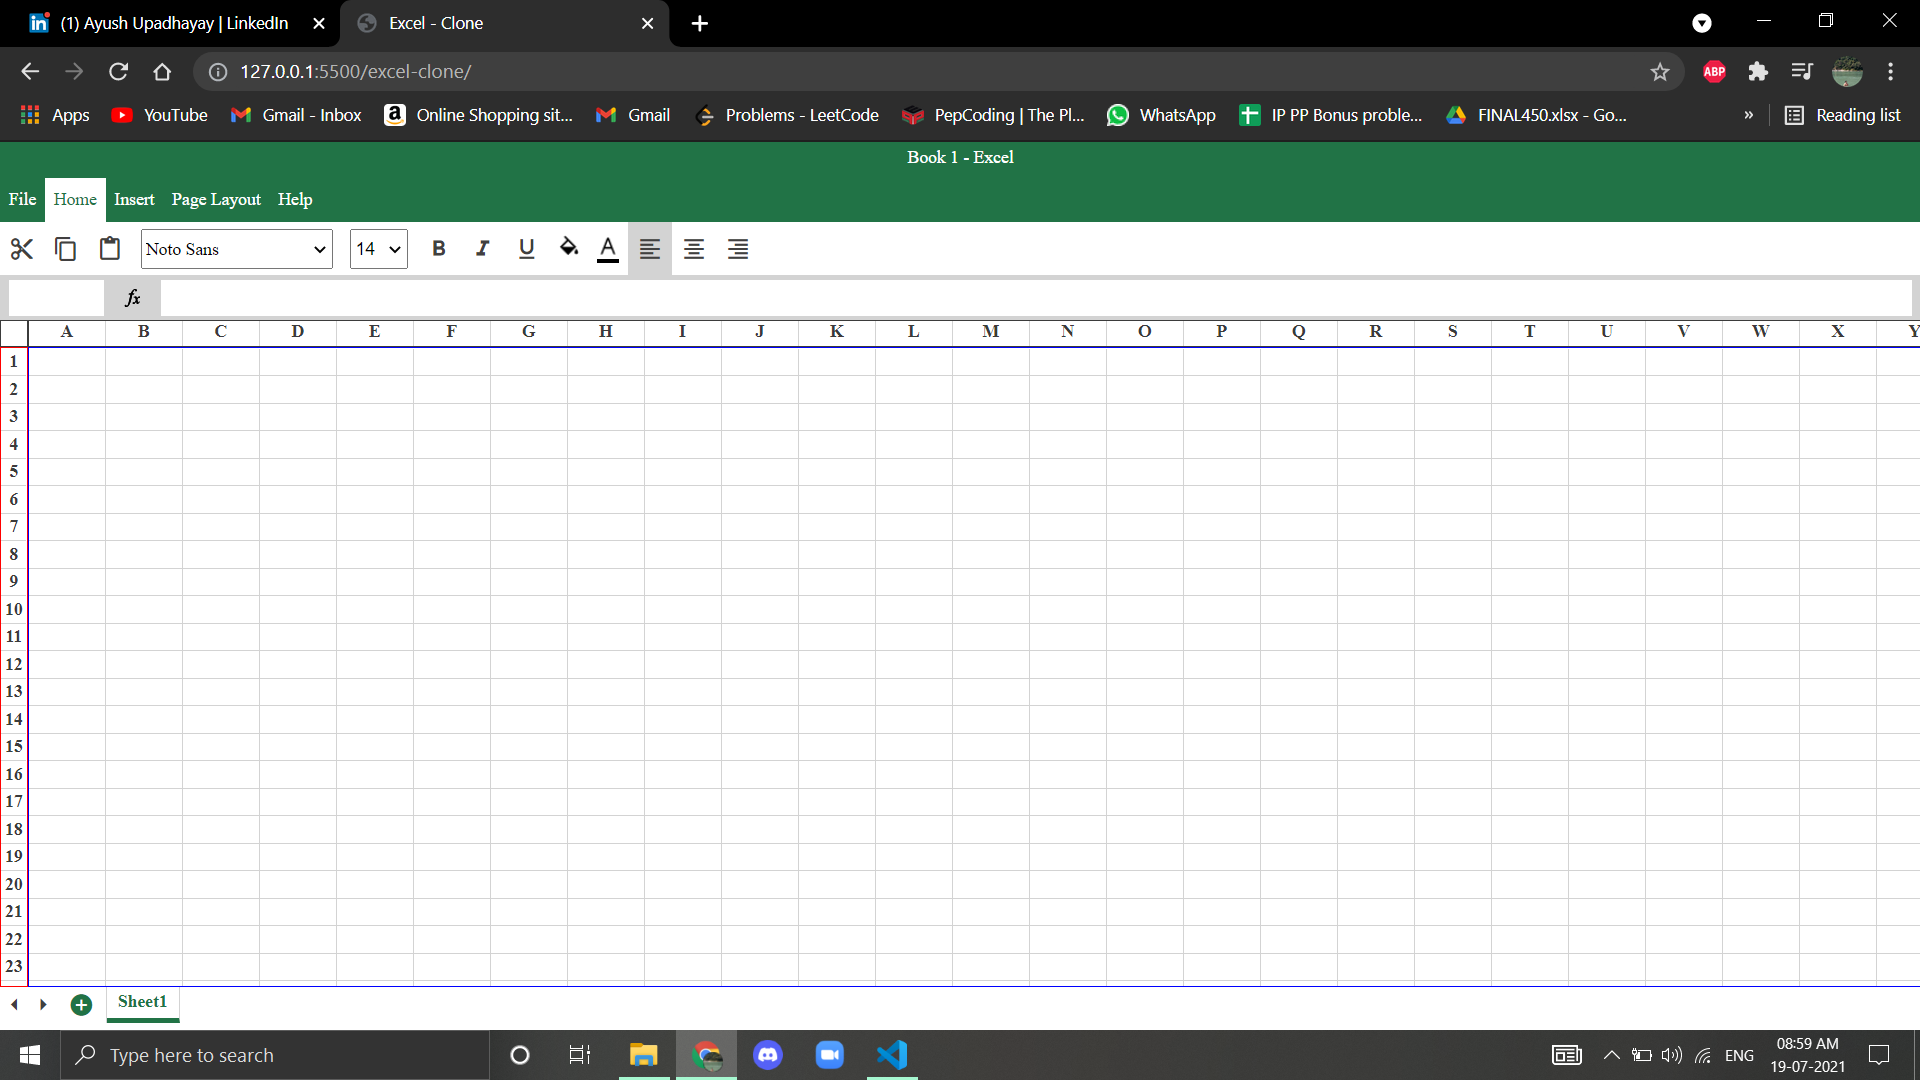 (1) Ayush Upadhayay | LinkedIn
Excel - Clone
127.0.0.1:5500/excel-clone/
ABP
Apps YouTube Gmail - Inbox Online Shopping sit... Gmail Problems - LeetCode PepCoding | The Pl... WhatsApp IP PP Bonus proble... FINAL450.xlsx - Go... » Reading list
Book 1 - Excel
File Home Insert Page Layout Help
Noto Sans 14 B I U A
fx
A B C D E F G H I J K L M N O P Q R S T U V W X Y
1
2
3
4
5
6
7
8
9
10
11
12
13
14
15
16
17
18
19
20
21
22
23
Sheet1
Type here to search
ENG
08:59 AM
19-07-2021